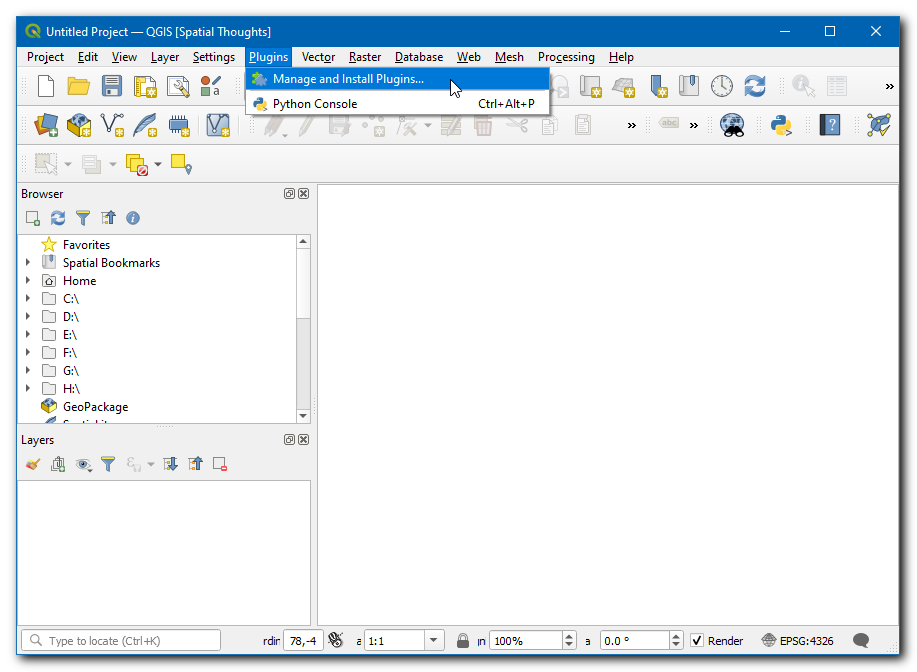 Untitled Project — QGIS [Spatial Thoughts]
Project Edit View Layer Settings Plugins Vector Raster Database Web Mesh Processing Help
Manage and Install Plugins...
Python Console Ctrl+Alt+P
a
abc
?
Browser
Favorites
Spatial Bookmarks
Home
C:\
D:\
E:\
F:\
G:\
H:\
GeoPackage
Layers
Type to locate (Ctrl+K) rdir 78,-4 a 1:1 ın 100% a 0.0 ° Render EPSG:4326